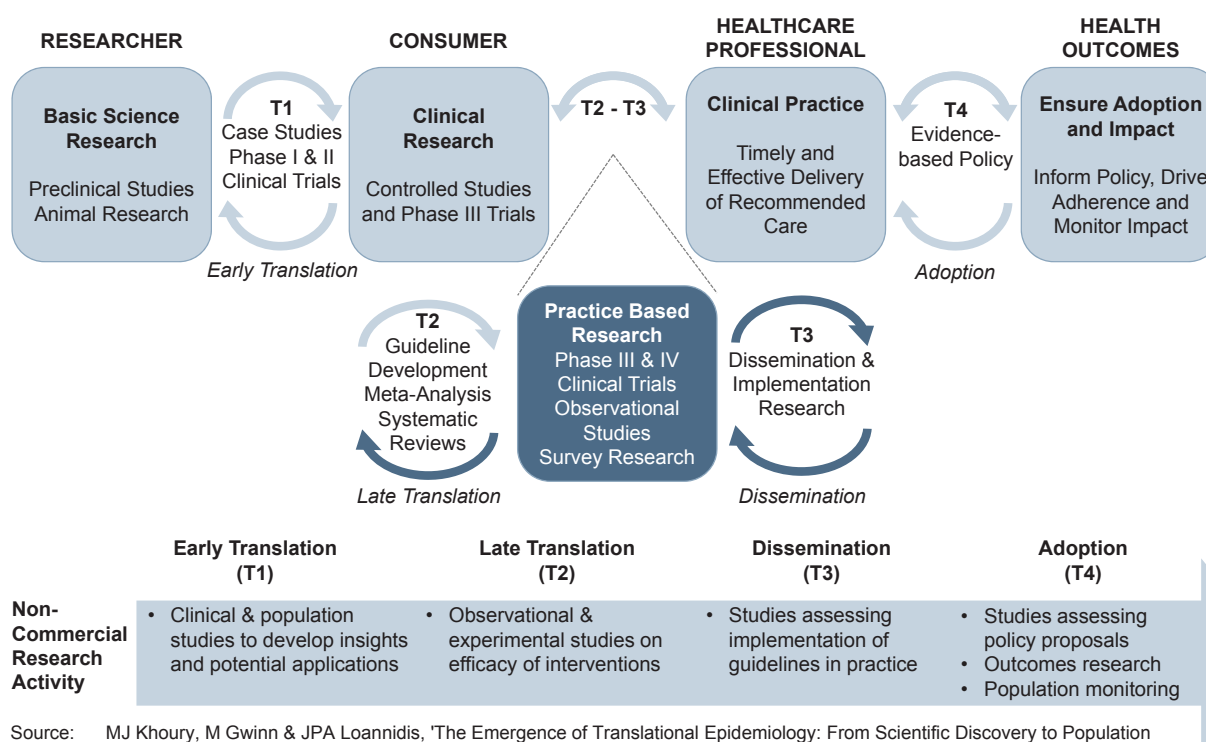 RESEARCHER
CONSUMER
HEALTHCARE
PROFESSIONAL
HEALTH
OUTCOMES
Basic Science
Research
Preclinical Studies
Animal Research
T1
Case Studies
Phase I & II
Clinical Trials
Early Translation
Clinical
Research
Controlled Studies
and Phase III Trials
T2 - T3
Clinical Practice
Timely and
Effective Delivery
of Recommended
Care
T4
Evidence-
based Policy
Adoption
Ensure Adoption
and Impact
Inform Policy, Drive
Adherence and
Monitor Impact
T2
Guideline
Development
Meta-Analysis
Systematic
Reviews
Late Translation
Practice Based
Research
Phase III & IV
Clinical Trials
Observational
Studies
Survey Research
T3
Dissemination &
Implementation
Research
Dissemination
Early Translation
(T1)
Late Translation
(T2)
Dissemination
(T3)
Adoption
(T4)
Non-
Commercial
Research
Activity
• Clinical & population
studies to develop insights
and potential applications
• Observational &
experimental studies on
efficacy of interventions
• Studies assessing
implementation of
guidelines in practice
• Studies assessing
policy proposals
• Outcomes research
• Population monitoring
Source: MJ Khoury, M Gwinn & JPA Loannidis, 'The Emergence of Translational Epidemiology: From Scientific Discovery to Population